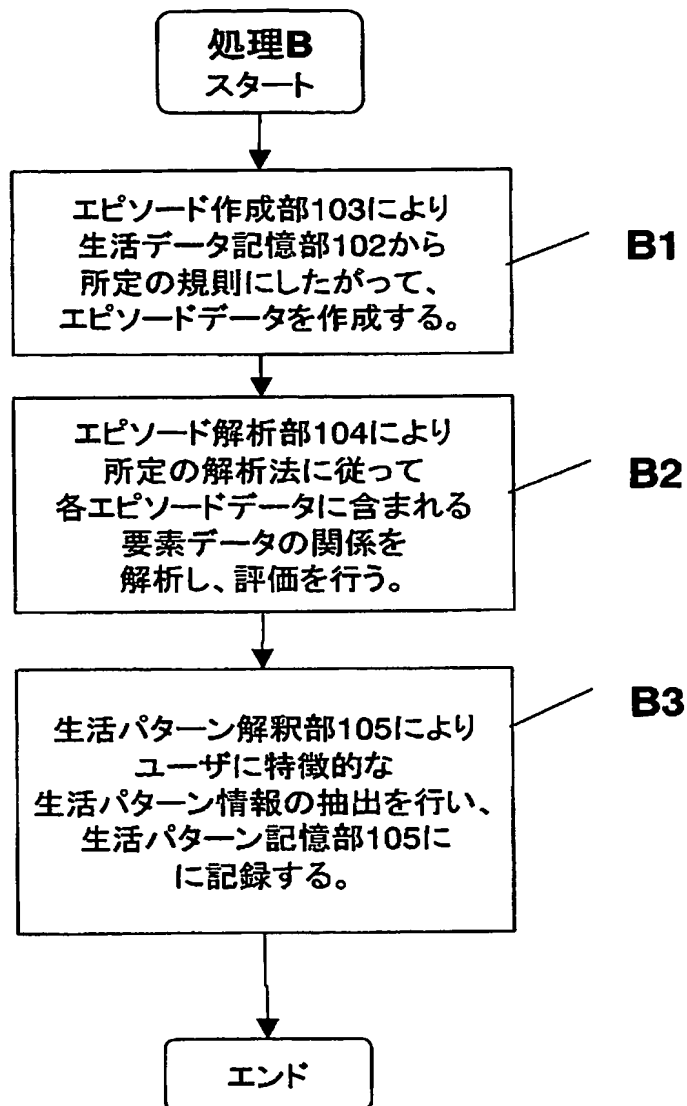 処理B
スタート
エピソード作成部103により
生活データ記憶部102から
所定の規則にしたがって、
エピソードデータを作成する。
B1
エピソード解析部104により
所定の解析法に従って
各エピソードデータに含まれる
要素データの関係を
解析し、評価を行う。
B2
生活パターン解釈部105により
ユーザに特徴的な
生活パターン情報の抽出を行い、
生活パターン記憶部105に
に記録する。
B3
エンド